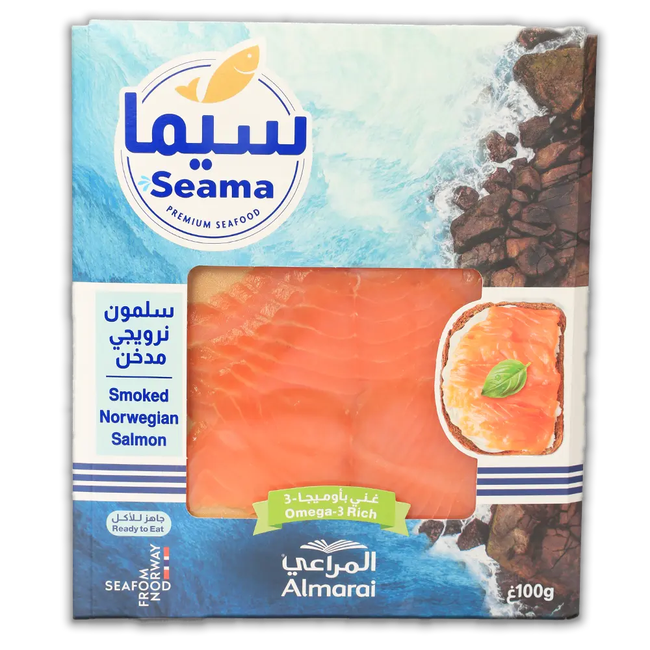 سيما
Seama
PREMIUM SEAFOOD
سلمون
نرويجي
مدخن
Smoked
Norwegian
Salmon
غني بأوميجا-3
Omega-3 Rich
جاهز للأكل
Ready to Eat
SEAFOOD
FROM
NORWAY
المراعي
Almarai
100g غ